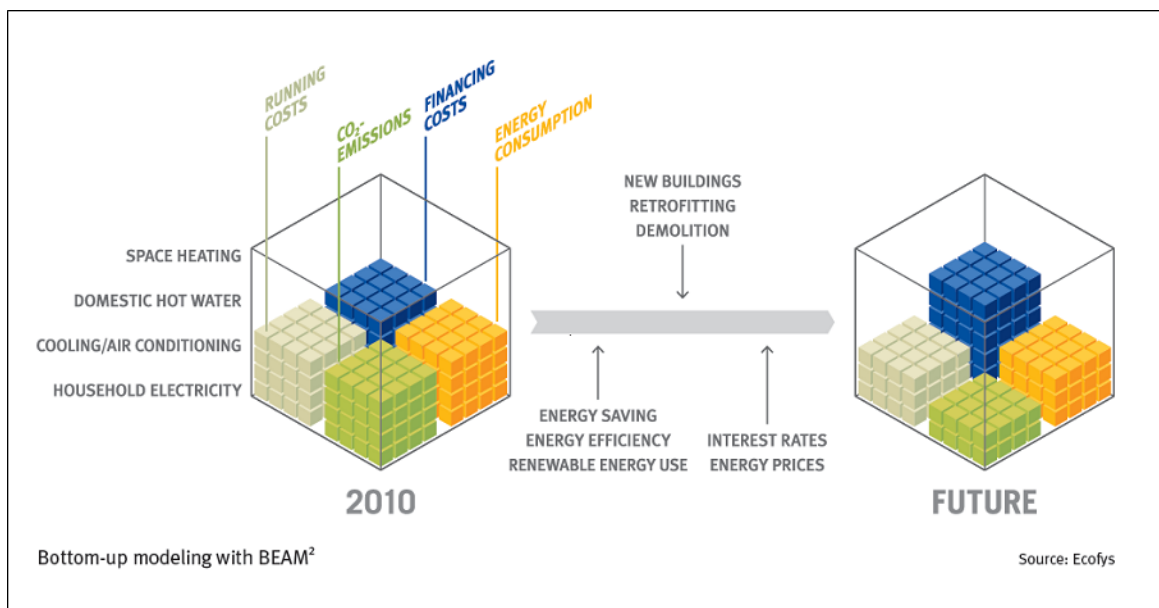 RUNNING
COSTS
CO₂-
EMISSIONS
FINANCING
COSTS
ENERGY
CONSUMPTION
SPACE HEATING
DOMESTIC HOT WATER
COOLING/AIR CONDITIONING
HOUSEHOLD ELECTRICITY
NEW BUILDINGS
RETROFITTING
DEMOLITION
ENERGY SAVING
ENERGY EFFICIENCY
RENEWABLE ENERGY USE
INTEREST RATES
ENERGY PRICES
2010
FUTURE
Bottom-up modeling with BEAM²
Source: Ecofys